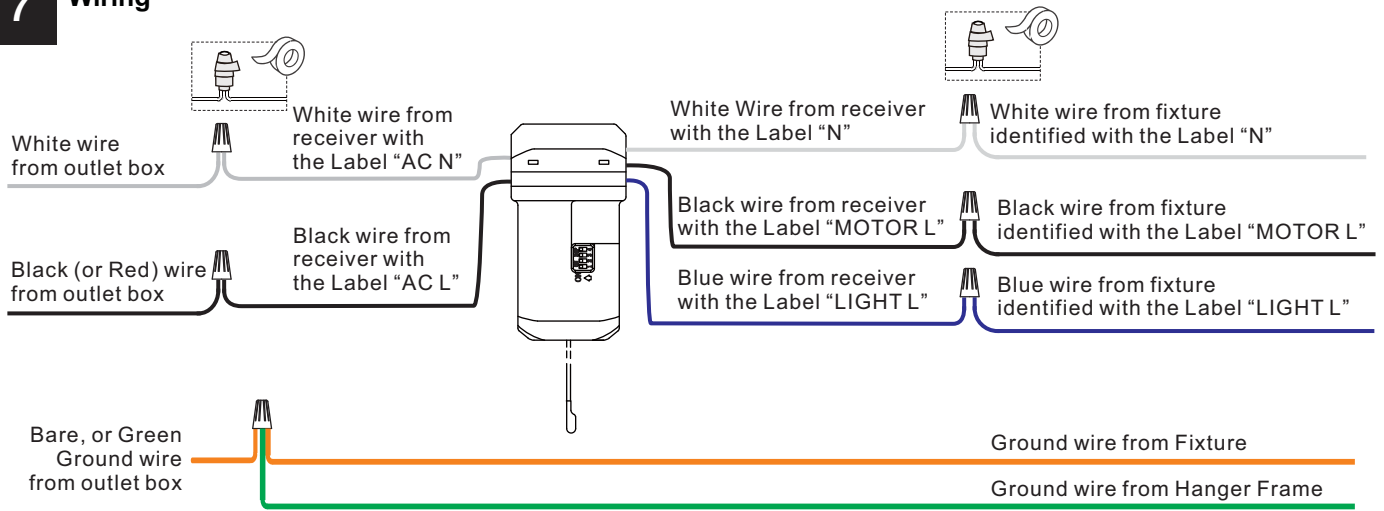 7
Wiring
White wire
from outlet box
White wire from
receiver with
the Label “AC N”
White Wire from receiver
with the Label “N”
White wire from fixture
identified with the Label “N”
Black (or Red) wire
from outlet box
Black wire from
receiver with
the Label “AC L”
Black wire from receiver
with the Label “MOTOR L”
Black wire from fixture
identified with the Label “MOTOR L”
Blue wire from receiver
with the Label “LIGHT L”
Blue wire from fixture
identified with the Label “LIGHT L”
Bare, or Green
Ground wire
from outlet box
Ground wire from Fixture
Ground wire from Hanger Frame